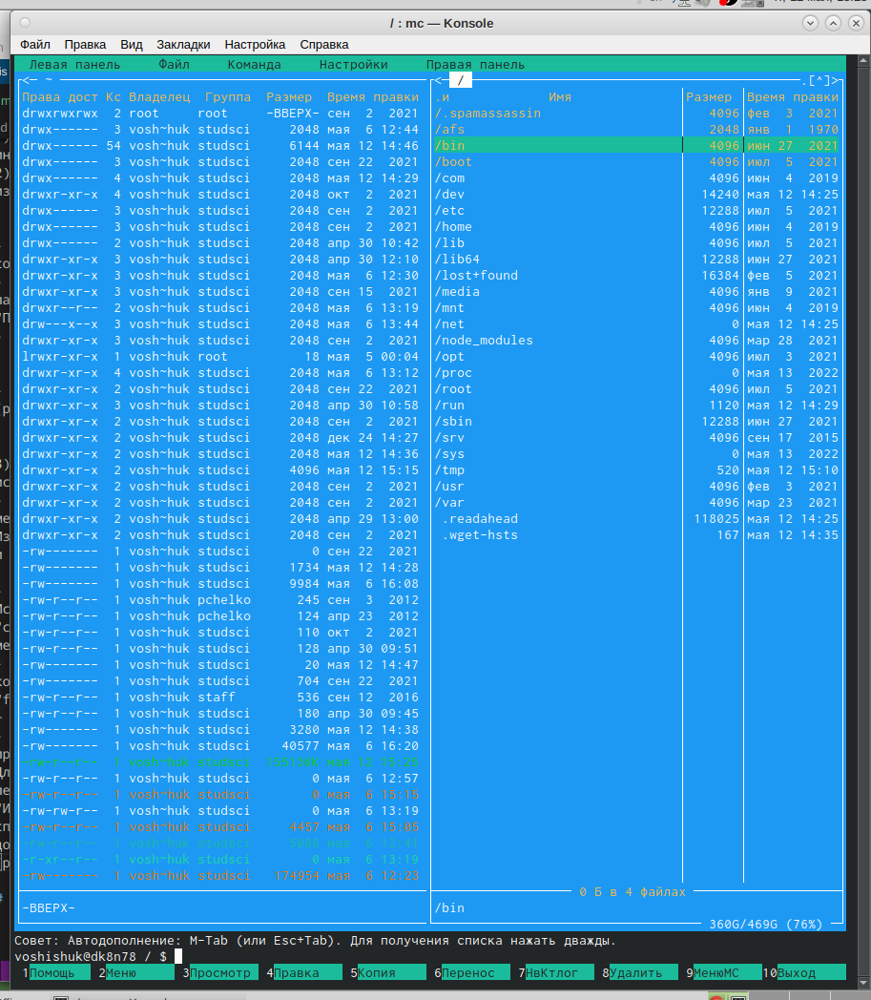 / : mc — Konsole
Файл Правка Вид Закладки Настройка Справка
Левая панель Файл Команда Настройки Правая панель
<─ ~ <─ / .[^]>
Права дост Кс Владелец Группа Размер Время правки .и Имя Размер Время правки
drwxrwxrwx 2 root root -ВВЕРХ- сен 2 2021 /.spamassassin 4096 фев 3 2021
drwxr-xr-x 3 vosh~huk studsci 2048 мая 6 12:44 /afs 2048 янв 1 1970
drwx------ 54 vosh~huk studsci 6144 мая 12 14:46 /bin 4096 июн 27 2021
drwx------ 3 vosh~huk studsci 2048 сен 22 2021 /boot 4096 июл 5 2021
drwx------ 4 vosh~huk studsci 2048 мая 12 14:29 /com 4096 июн 4 2019
drwxr-xr-x 4 vosh~huk studsci 2048 окт 2 2021 /dev 14240 мая 12 14:25
drwx------ 3 vosh~huk studsci 2048 сен 2 2021 /etc 12288 июл 5 2021
drwx------ 3 vosh~huk studsci 2048 сен 2 2021 /home 4096 июн 4 2019
drwx------ 2 vosh~huk studsci 2048 апр 30 10:42 /lib 4096 июл 5 2021
drwxr-xr-x 3 vosh~huk studsci 2048 апр 30 12:10 /lib64 12288 июн 27 2021
drwxr-xr-x 3 vosh~huk studsci 2048 мая 6 12:30 /lost+found 16384 фев 5 2021
drwxr-xr-x 3 vosh~huk studsci 2048 сен 15 2021 /media 4096 янв 9 2021
drwxr--r-- 2 vosh~huk studsci 2048 мая 6 13:19 /mnt 4096 июн 4 2019
drw---x--x 3 vosh~huk studsci 2048 мая 6 13:44 /net 0 мая 12 14:25
drwxr-xr-x 3 vosh~huk studsci 2048 сен 2 2021 /node_modules 4096 мар 28 2021
lrwxr-xr-x 1 vosh~huk root 18 мая 5 00:04 /opt 4096 июл 3 2021
drwxr-xr-x 4 vosh~huk studsci 2048 мая 6 13:12 /proc 0 мая 13 2022
drwxr-xr-x 2 vosh~huk studsci 2048 сен 22 2021 /root 4096 июл 5 2021
drwxr-xr-x 3 vosh~huk studsci 2048 апр 30 10:58 /run 1120 мая 12 14:29
drwxr-xr-x 2 vosh~huk studsci 2048 сен 2 2021 /sbin 12288 июн 27 2021
drwxr-xr-x 2 vosh~huk studsci 2048 дек 24 14:27 /srv 4096 сен 17 2015
drwxr-xr-x 2 vosh~huk studsci 2048 мая 12 14:36 /sys 0 мая 13 2022
drwxr-xr-x 2 vosh~huk studsci 4096 мая 12 15:15 /tmp 520 мая 12 15:10
drwxr-xr-x 2 vosh~huk studsci 2048 сен 2 2021 /usr 4096 фев 3 2021
drwxr-xr-x 2 vosh~huk studsci 2048 сен 2 2021 /var 4096 мар 23 2021
drwxr-xr-x 2 vosh~huk studsci 2048 апр 29 13:00 .readahead 118025 мая 12 14:25
drwxr-xr-x 2 vosh~huk studsci 2048 сен 2 2021 .wget-hsts 167 мая 12 14:35
-rw------- 1 vosh~huk studsci 0 сен 22 2021
-rw------- 1 vosh~huk studsci 1734 мая 12 14:28
-rw------- 1 vosh~huk studsci 9984 мая 6 16:08
-rw-r--r-- 1 vosh~huk pchelko 245 сен 3 2012
-rw-r--r-- 1 vosh~huk pchelko 124 апр 23 2012
-rw-r--r-- 1 vosh~huk studsci 110 окт 2 2021
-rw-r--r-- 1 vosh~huk studsci 128 апр 30 09:51
-rw------- 1 vosh~huk studsci 20 мая 12 14:47
-rw------- 1 vosh~huk studsci 704 сен 22 2021
-rw-r--r-- 1 vosh~huk staff 536 сен 12 2016
-rw-r--r-- 1 vosh~huk studsci 180 апр 30 09:45
-rw------- 1 vosh~huk studsci 3280 мая 12 14:38
-rw------- 1 vosh~huk studsci 40577 мая 6 16:20
-rw-r--r-- 1 vosh~huk studsci мая 12
-rw-r--r-- 1 vosh~huk studsci 0 мая 6 12:57
-rw-r--r-- 1 vosh~huk studsci 0 мая 6 15:15
-rw-rw-r-- 1 vosh~huk studsci 0 мая 6 13:19
-rw-r--r-- 1 vosh~huk studsci 4457 мая 6 15:05
1 vosh~huk studsci мая 6
-r-xr--r-- 1 vosh~huk studsci 0 мая 6 13:19
-rw------- 1 vosh~huk studsci 174954 мая 6 12:23
0 Б в 4 файлах
-ВВЕРХ- /bin
360G/469G (76%)
Совет: Автодополнение: M-Tab (или Esc+Tab). Для получения списка нажать дважды.
voshishuk@dk8n78 / $
1Помощь 2Меню 3Просмотр 4Правка 5Копия 6Перенос 7НвКтлог 8Удалить 9МенюМС 10Выход